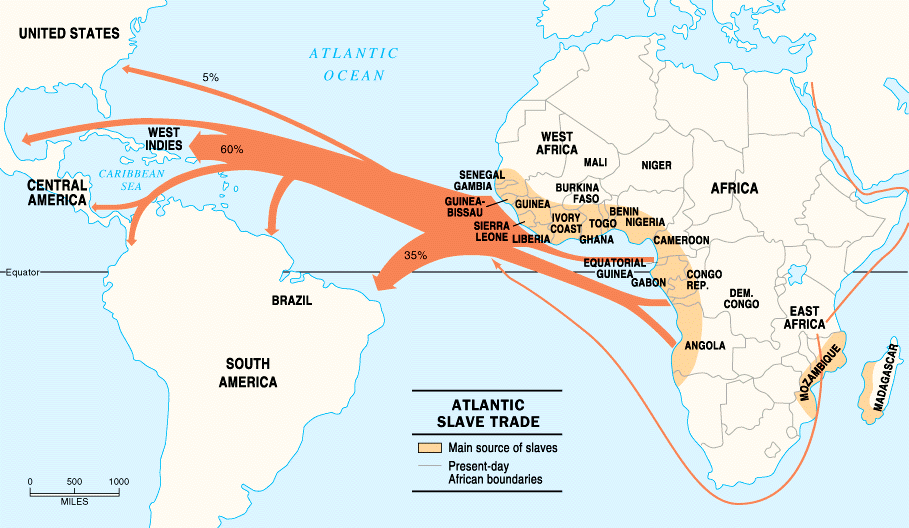 UNITED STATES
ATLANTIC
OCEAN
5%
WEST
INDIES
60%
CARIBBEAN
SEA
CENTRAL
AMERICA
WEST
AFRICA
MALI
NIGER
AFRICA
SENEGAL
GAMBIA
GUINEA-
BISSAU
GUINEA
BURKINA
FASO
SIERRA
LEONE
LIBERIA
IVORY
COAST
GHANA
TOGO
BENIN
NIGERIA
CAMEROON
35%
Equator
EQUATORIAL
GUINEA
GABON
CONGO
REP.
DEM.
CONGO
BRAZIL
EAST
AFRICA
ANGOLA
MOZAMBIQUE
MADAGASCAR
SOUTH
AMERICA
ATLANTIC
SLAVE TRADE
Main source of slaves
Present-day
African boundaries
0 500 1000
MILES